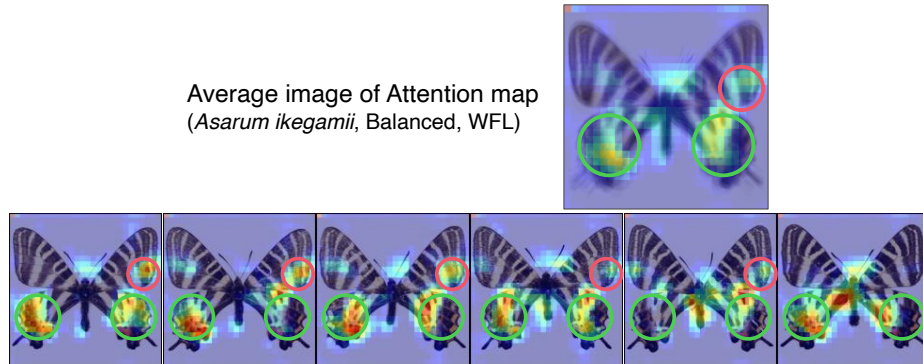 Average image of Attention map
(Asarum ikegamii, Balanced, WFL)